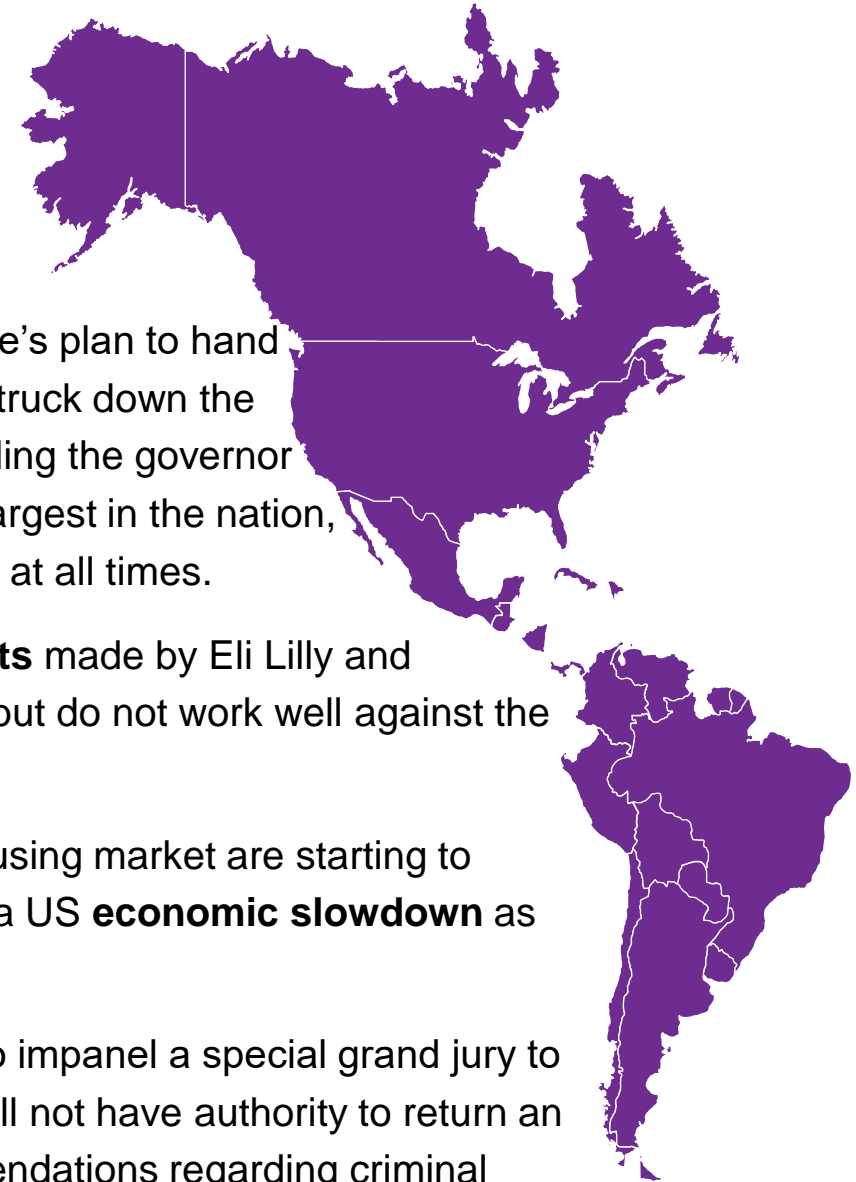 e’s plan to hand
truck down the
ling the governor
argest in the nation,
at all times.
ts made by Eli Lilly and
out do not work well against the
using market are starting to
a US economic slowdown as
o impanel a special grand jury to
ll not have authority to return an
endations regarding criminal